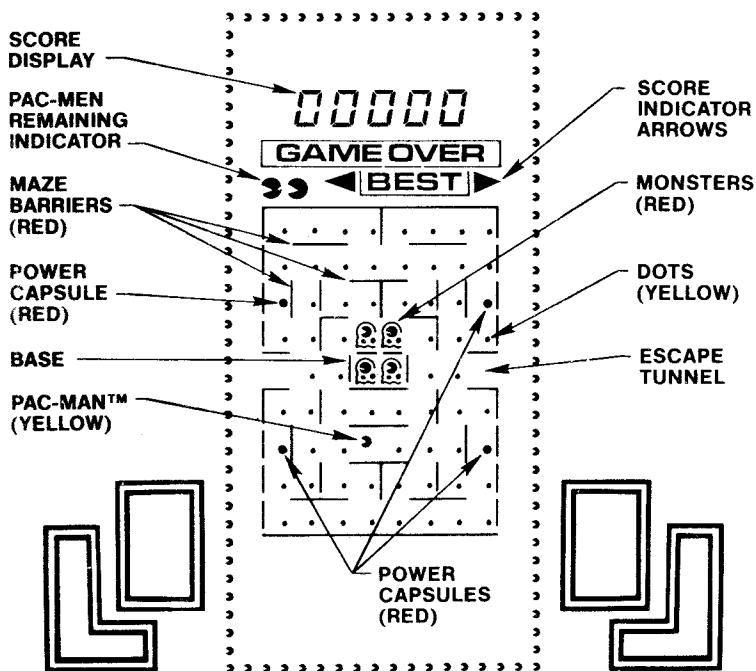 SCORE
DISPLAY
PAC-MEN
REMAINING
INDICATOR
MAZE
BARRIERS
(RED)
POWER
CAPSULE
(RED)
BASE
PAC-MAN™
(YELLOW)
00000
GAME OVER
BEST
SCORE
INDICATOR
ARROWS
MONSTERS
(RED)
DOTS
(YELLOW)
ESCAPE
TUNNEL
POWER
CAPSULES
(RED)